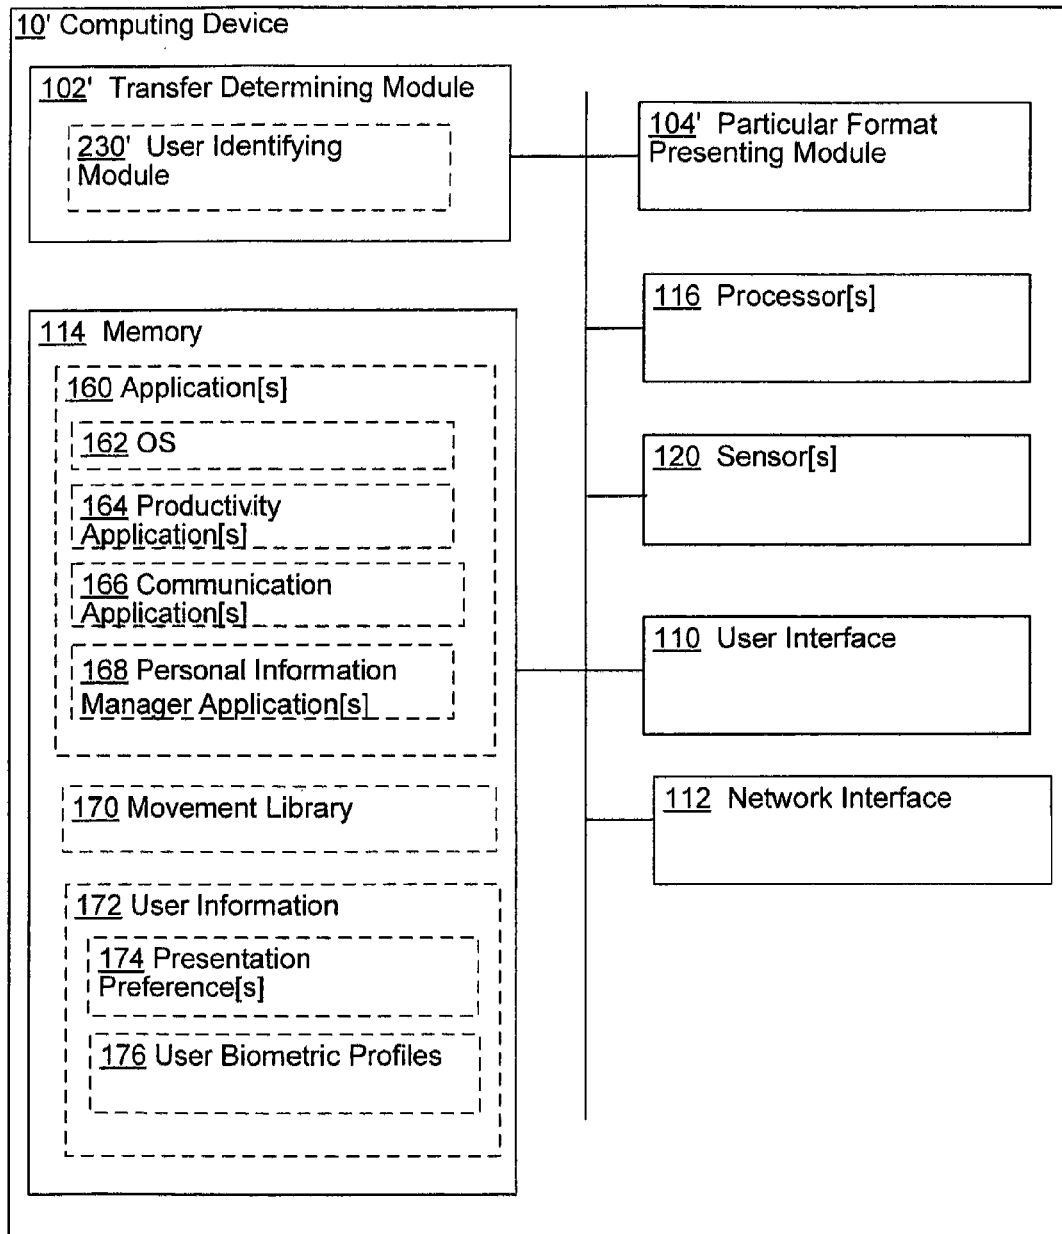 10' Computing Device
102' Transfer Determining Module
230' User Identifying
Module
104' Particular Format
Presenting Module
116 Processor[s]
114 Memory
160 Application[s]
162 OS
164 Productivity
Application[s]
166 Communication
Application[s]
168 Personal Information
Manager Application[s]
120 Sensor[s]
110 User Interface
112 Network Interface
170 Movement Library
172 User Information
174 Presentation
Preference[s]
176 User Biometric Profiles